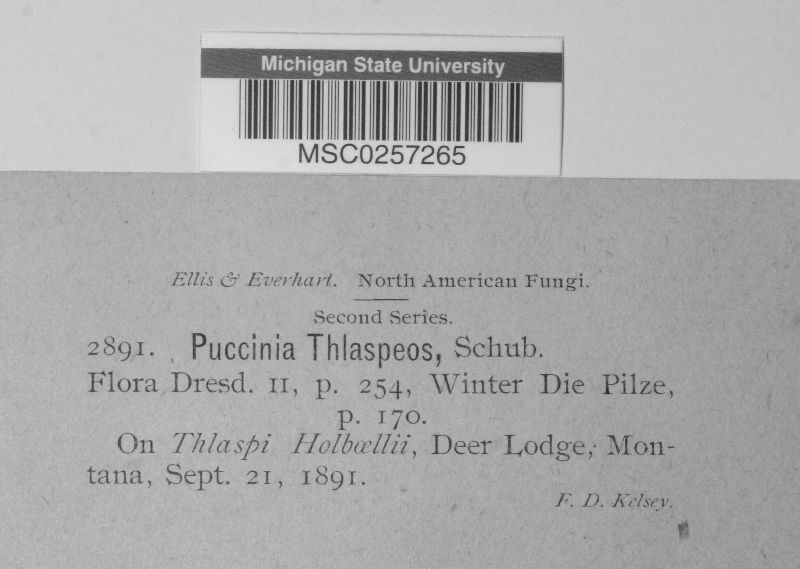 Michigan State University
MSC0257265
Ellis & Everhart. North American Fungi.
Second Series.
2891. Puccinia Thlaspeos, Schub.
Flora Dresd. II, p. 254, Winter Die Pilze,
p. 170.
On Thlaspi Holbœllii, Deer Lodge, Mon-
tana, Sept. 21, 1891.
F. D. Kelsey.